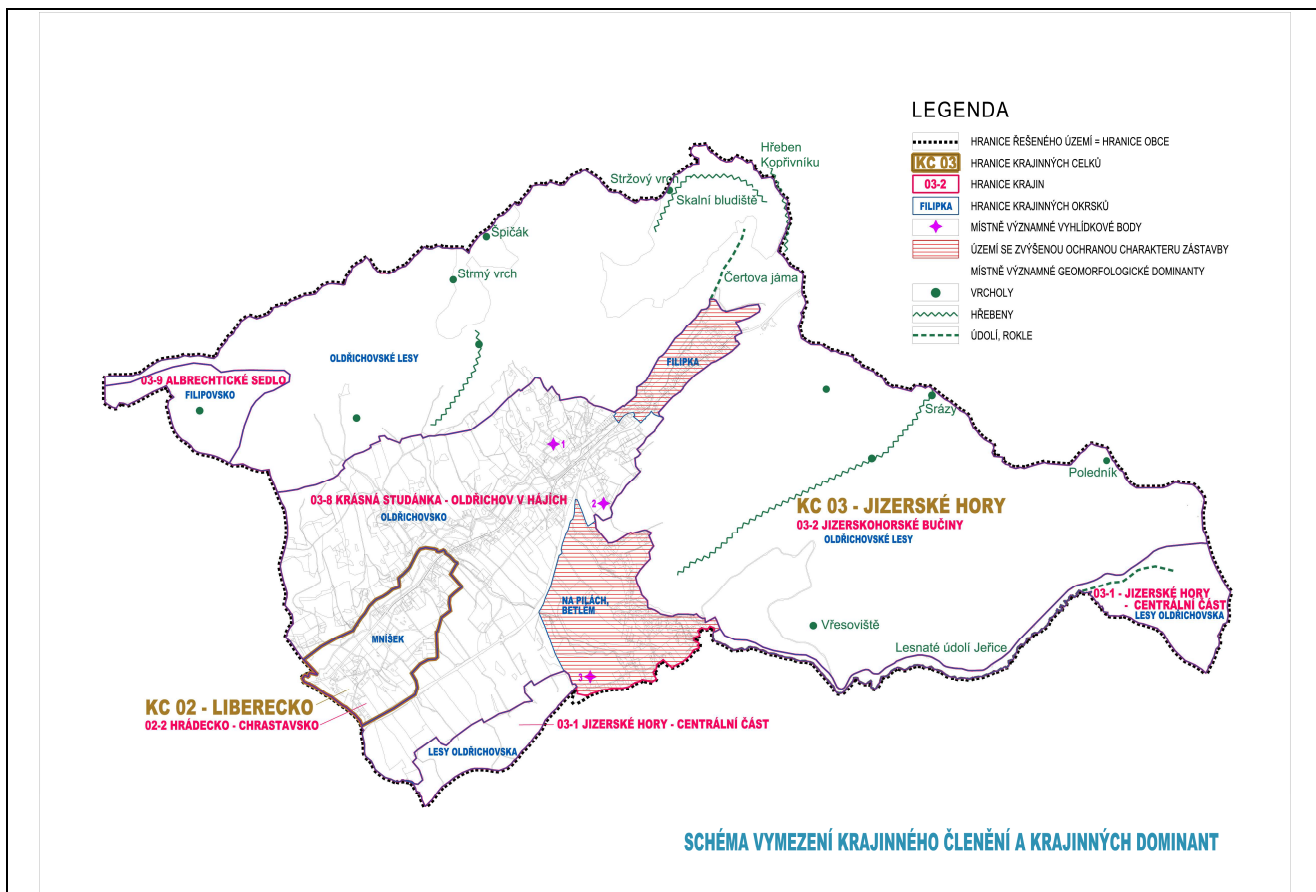 LEGENDA
HRANICE ŘEŠENÉHO ÚZEMÍ = HRANICE OBCE
KC 03
HRANICE KRAJINNÝCH CELKŮ
03-2
HRANICE KRAJIN
FILIPKA
HRANICE KRAJINNÝCH OKRSKŮ
MÍSTNĚ VÝZNAMNÉ VYHLÍDKOVÉ BODY
ÚZEMÍ SE ZVÝŠENOU OCHRANOU CHARAKTERU ZÁSTAVBY
MÍSTNĚ VÝZNAMNÉ GEOMORFOLOGICKÉ DOMINANTY
VRCHOLY
HŘEBENY
ÚDOLÍ, ROKLE
Hřeben
Kopřivníku
Stržový vrch
Skalní bludiště
Špičák
Strmý vrch
Čertova jáma
OLDŘICHOVSKÉ LESY
FILIPKA
03-9 ALBRECHTICKÉ SEDLO
FILIPOVSKO
Srázy
1
Poledník
03-8 KRÁSNÁ STUDÁNKA - OLDŘICHOV V HÁJÍCH
OLDŘICHOVSKO
2
KC 03 - JIZERSKÉ HORY
03-2 JIZERSKOHORSKÉ BUČINY
OLDŘICHOVSKÉ LESY
NA PILÁCH,
BETLÉM
03-1 - JIZERSKÉ HORY
- CENTRÁLNÍ ČÁST
LESY OLDŘICHOVSKA
MNÍŠEK
Vřesoviště
Lesnaté údolí Jeřice
3
KC 02 - LIBERECKO
02-2 HRÁDECKO - CHRASTAVSKO
03-1 JIZERSKÉ HORY - CENTRÁLNÍ ČÁST
LESY OLDŘICHOVSKA
SCHÉMA VYMEZENÍ KRAJINNÉHO ČLENĚNÍ A KRAJINNÝCH DOMINANT